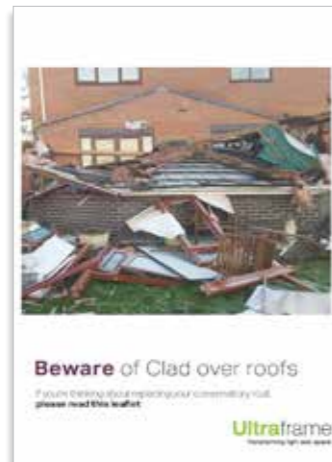 Beware of Clad over roofs
If you're thinking about replacing your conservatory roof,
please read this leaflet
Ultraframe
Transforming light and space